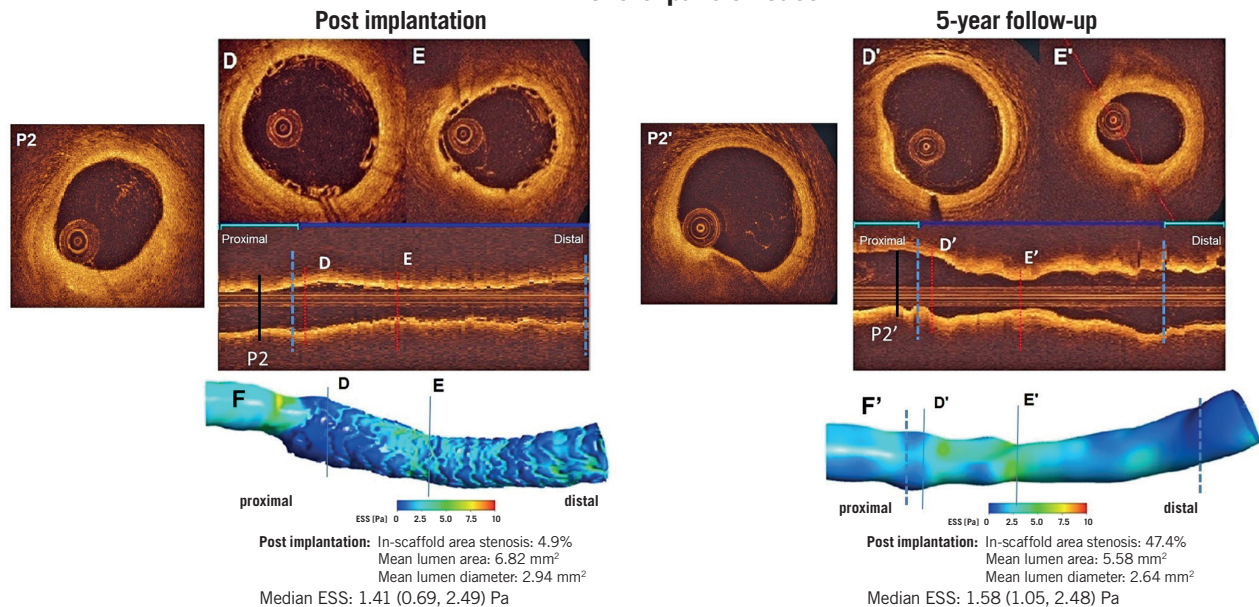 Post implantation
5-year follow-up
D
E
D'
E'
P2
P2'
Proximal
Distal
Proximal
Distal
D
E
D'
E'
P2
P2'
D
E
F
F'
D'
E'
proximal
distal
proximal
distal
ESS [Pa] 0 2.5 5.0 7.5 10
ESS [Pa] 0 2.5 5.0 7.5 10
Post implantation: In-scaffold area stenosis: 4.9%
Mean lumen area: 6.82 mm²
Mean lumen diameter: 2.94 mm²
Median ESS: 1.41 (0.69, 2.49) Pa
Post implantation: In-scaffold area stenosis: 47.4%
Mean lumen area: 5.58 mm²
Mean lumen diameter: 2.64 mm²
Median ESS: 1.58 (1.05, 2.48) Pa